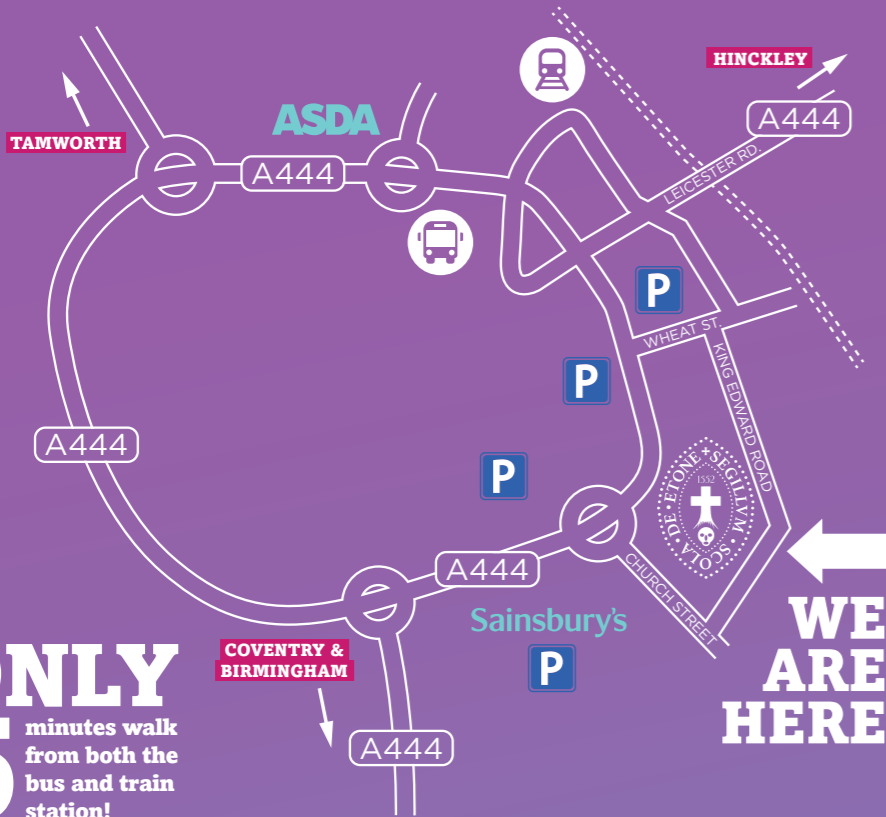 HINCKLEY
A444
TAMWORTH
ASDA
A444
LEICESTER RD.
P
WHEAT ST.
KING EDWARD ROAD
P
A444
P
SCOLA · DE · ETONE + SEGILLVM ·
1552
A444
CHURCH STREET
Sainsbury's
P
WE
ARE
HERE
COVENTRY &
BIRMINGHAM
A444
NLY
minutes walk
from both the
bus and train
station!